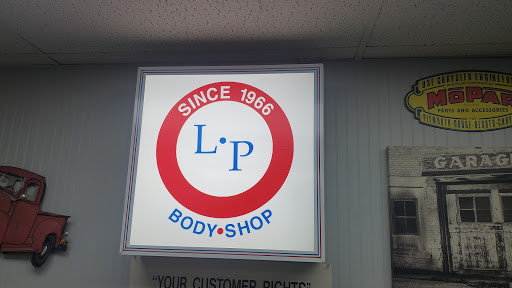 SINCE 1966
L·P
BODY•SHOP
"YOUR CUSTOMER RIGHTS"
MOPAR
PARTS AND ACCESSORIES
GARAGE